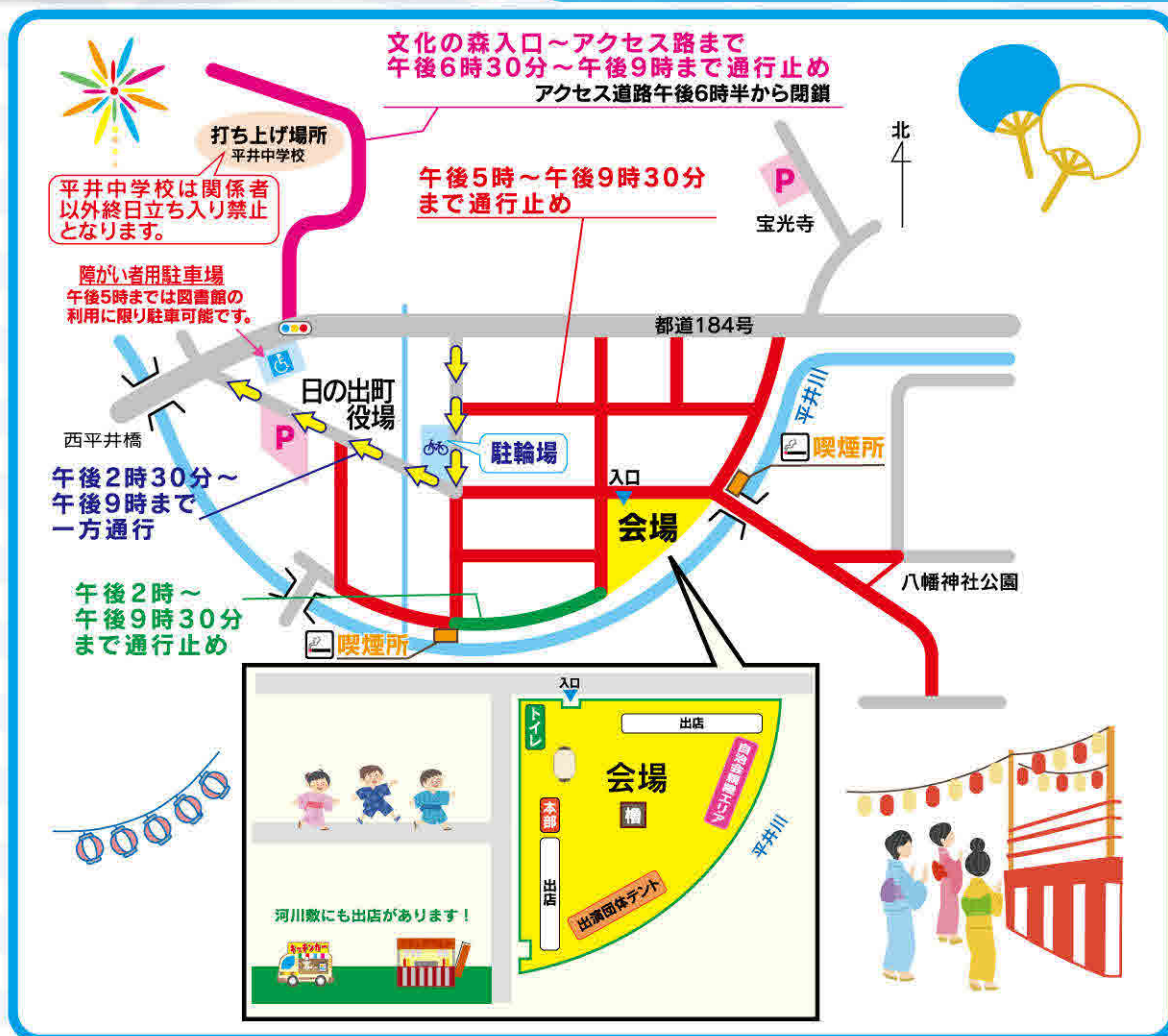 文化の森入口～アクセス路まで
午後6時30分～午後9時まで通行止め
アクセス道路午後6時半から閉鎖
打ち上げ場所
平井中学校
平井中学校は関係者
以外終日立ち入り禁止
となります。
北
P
宝光寺
午後5時～午後9時30分
まで通行止め
障がい者用駐車場
午後5時までは図書館の
利用に限り駐車可能です。
都道184号
日の出町
役場
平井川
西平井橋
P
駐輪場
喫煙所
午後2時30分～
午後9時まで
一方通行
入口
会場
八幡神社公園
午後2時～
午後9時30分
まで通行止め
喫煙所
入口
トイレ
出店
会場
自治会模擬エリア
本部
櫓
平井川
出店
出演団体テント
河川敷にも出店があります！
キッチンカー